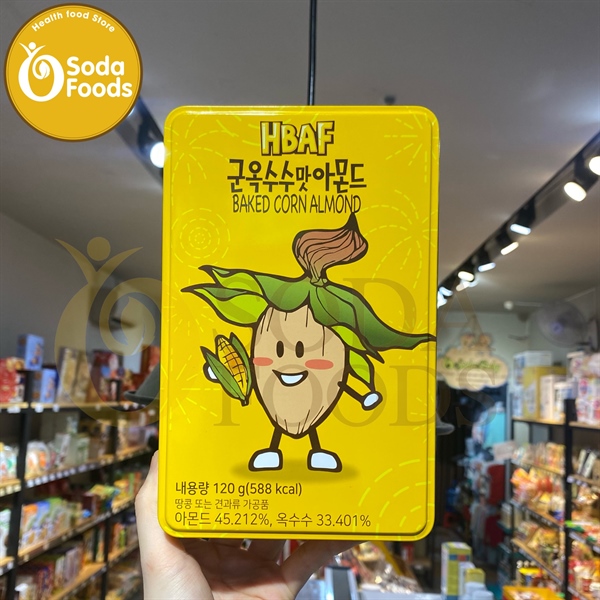 Health food Store
Soda
Foods
HBAF
군옥수수맛아몬드
BAKED CORN ALMOND
SODA
FOODS
내용량 120 g(588 kcal)
땅콩 또는 견과류 가공품
아몬드 45.212%, 옥수수 33.401%